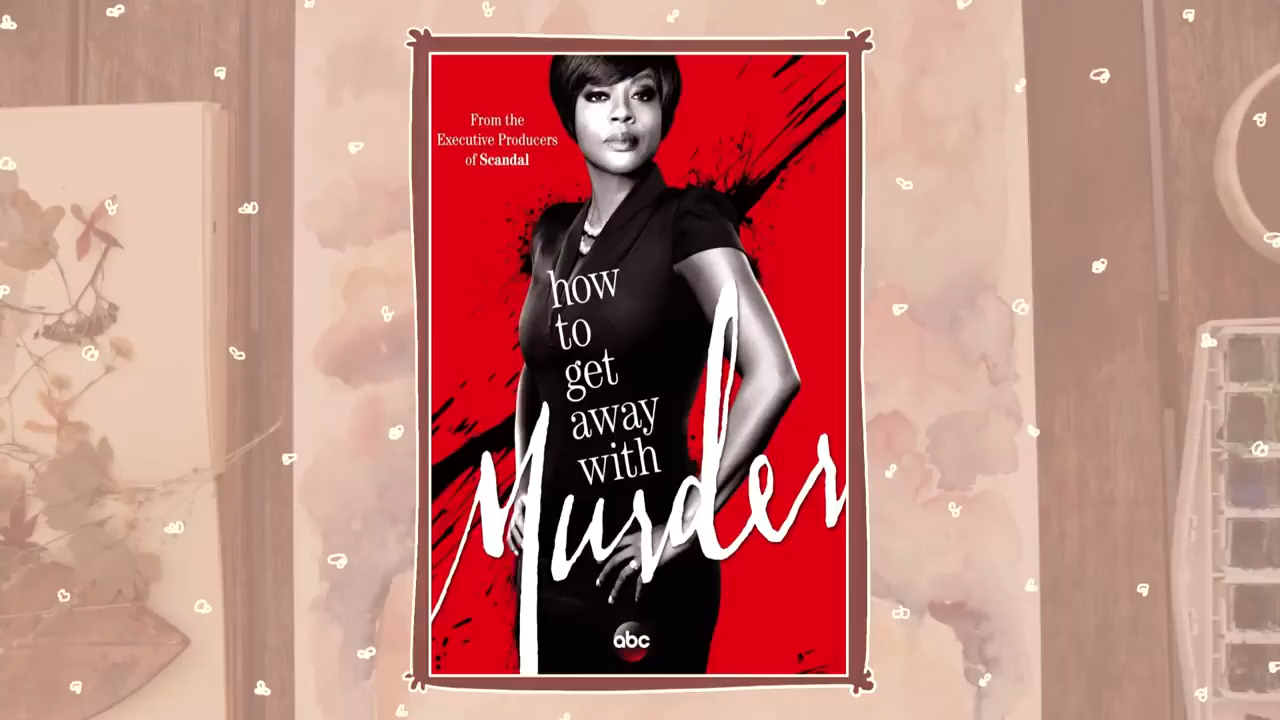 From the
Executive Producers
of Scandal
how
to
get
away
with
Murder
abc